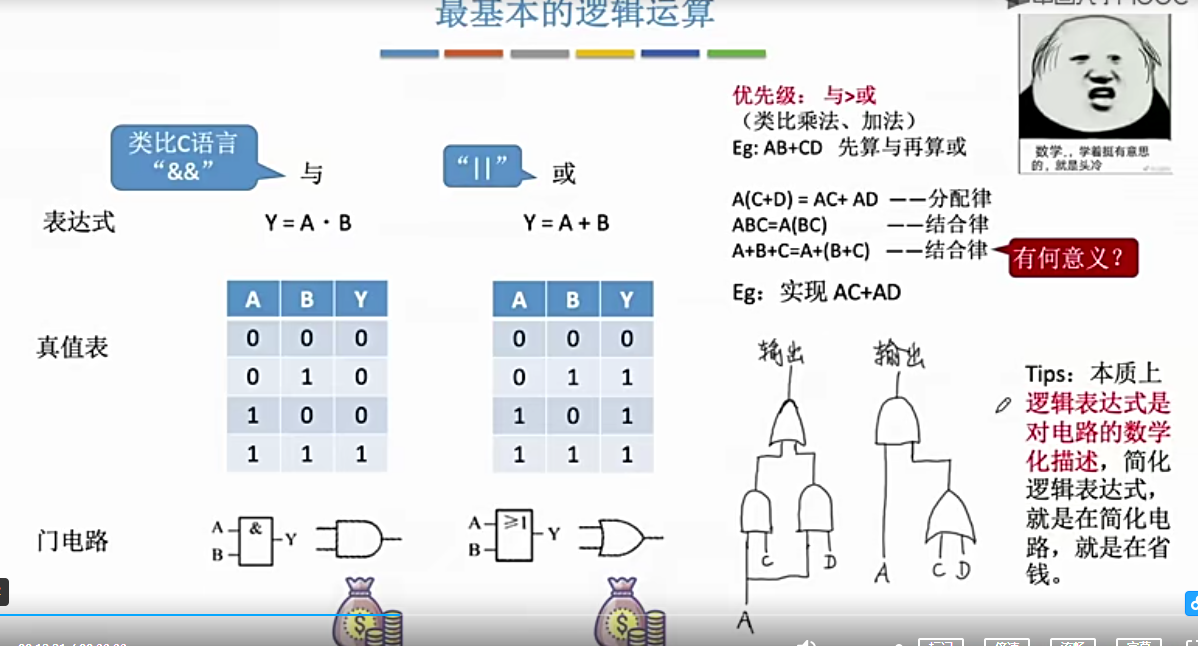 最基本的逻辑运算
类比C语言
“&&”
与
“||”
或
表达式
Y = A · B
Y = A + B
真值表
A B Y
0 0 0
0 1 0
1 0 0
1 1 1
A B Y
0 0 0
0 1 1
1 0 1
1 1 1
门电路
A
B
&
Y
A
B
≥1
Y
$
$
优先级： 与>或
（类比乘法、加法）
Eg: AB+CD 先算与再算或
A(C+D) = AC+ AD ——分配律
ABC=A(BC) ——结合律
A+B+C=A+(B+C) ——结合律
有何意义？
Eg：实现 AC+AD
输出
输出
C
D
A
A
C D
数学.，学着挺有意思
的，就是头冷
Tips：本质上
逻辑表达式是
对电路的数学
化描述，简化
逻辑表达式，
就是在简化电
路，就是在省
钱。